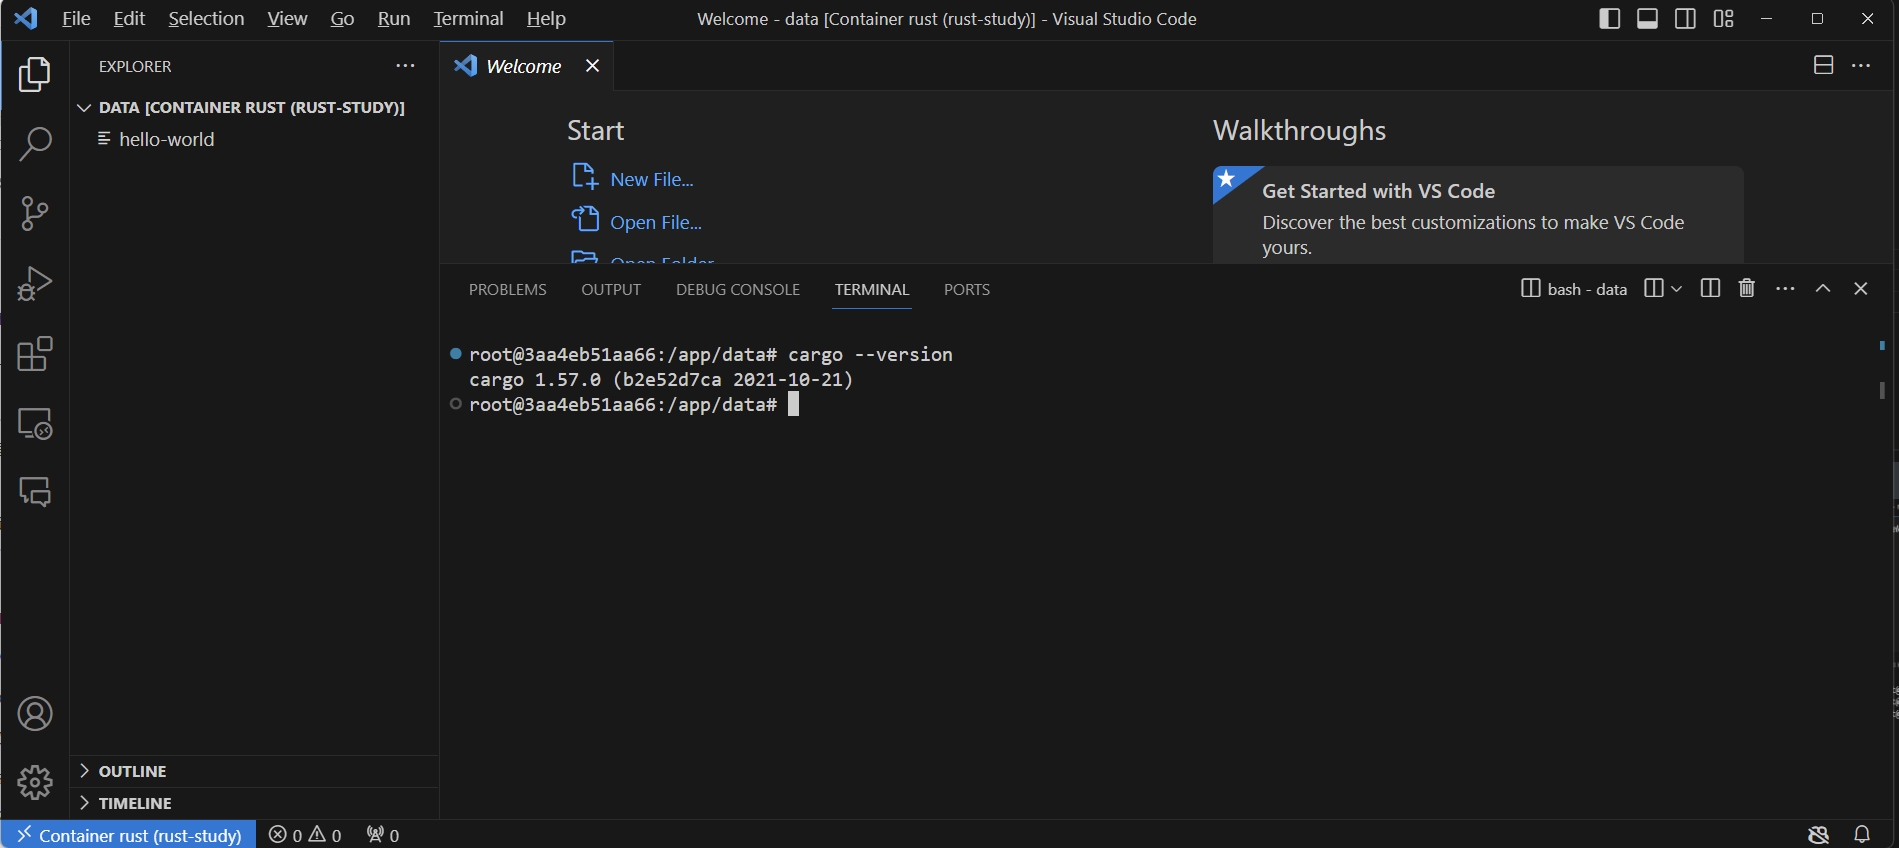 File Edit Selection View Go Run Terminal Help
Welcome - data [Container rust (rust-study)] - Visual Studio Code
EXPLORER
DATA [CONTAINER RUST (RUST-STUDY)]
hello-world
OUTLINE
TIMELINE
Welcome
Start
New File...
Open File...
Open Folder...
Walkthroughs
Get Started with VS Code
Discover the best customizations to make VS Code
yours.
PROBLEMS OUTPUT DEBUG CONSOLE TERMINAL PORTS
bash - data
root@3aa4eb51aa66:/app/data# cargo --version
cargo 1.57.0 (b2e52d7ca 2021-10-21)
root@3aa4eb51aa66:/app/data#
Container rust (rust-study) 0 0 0